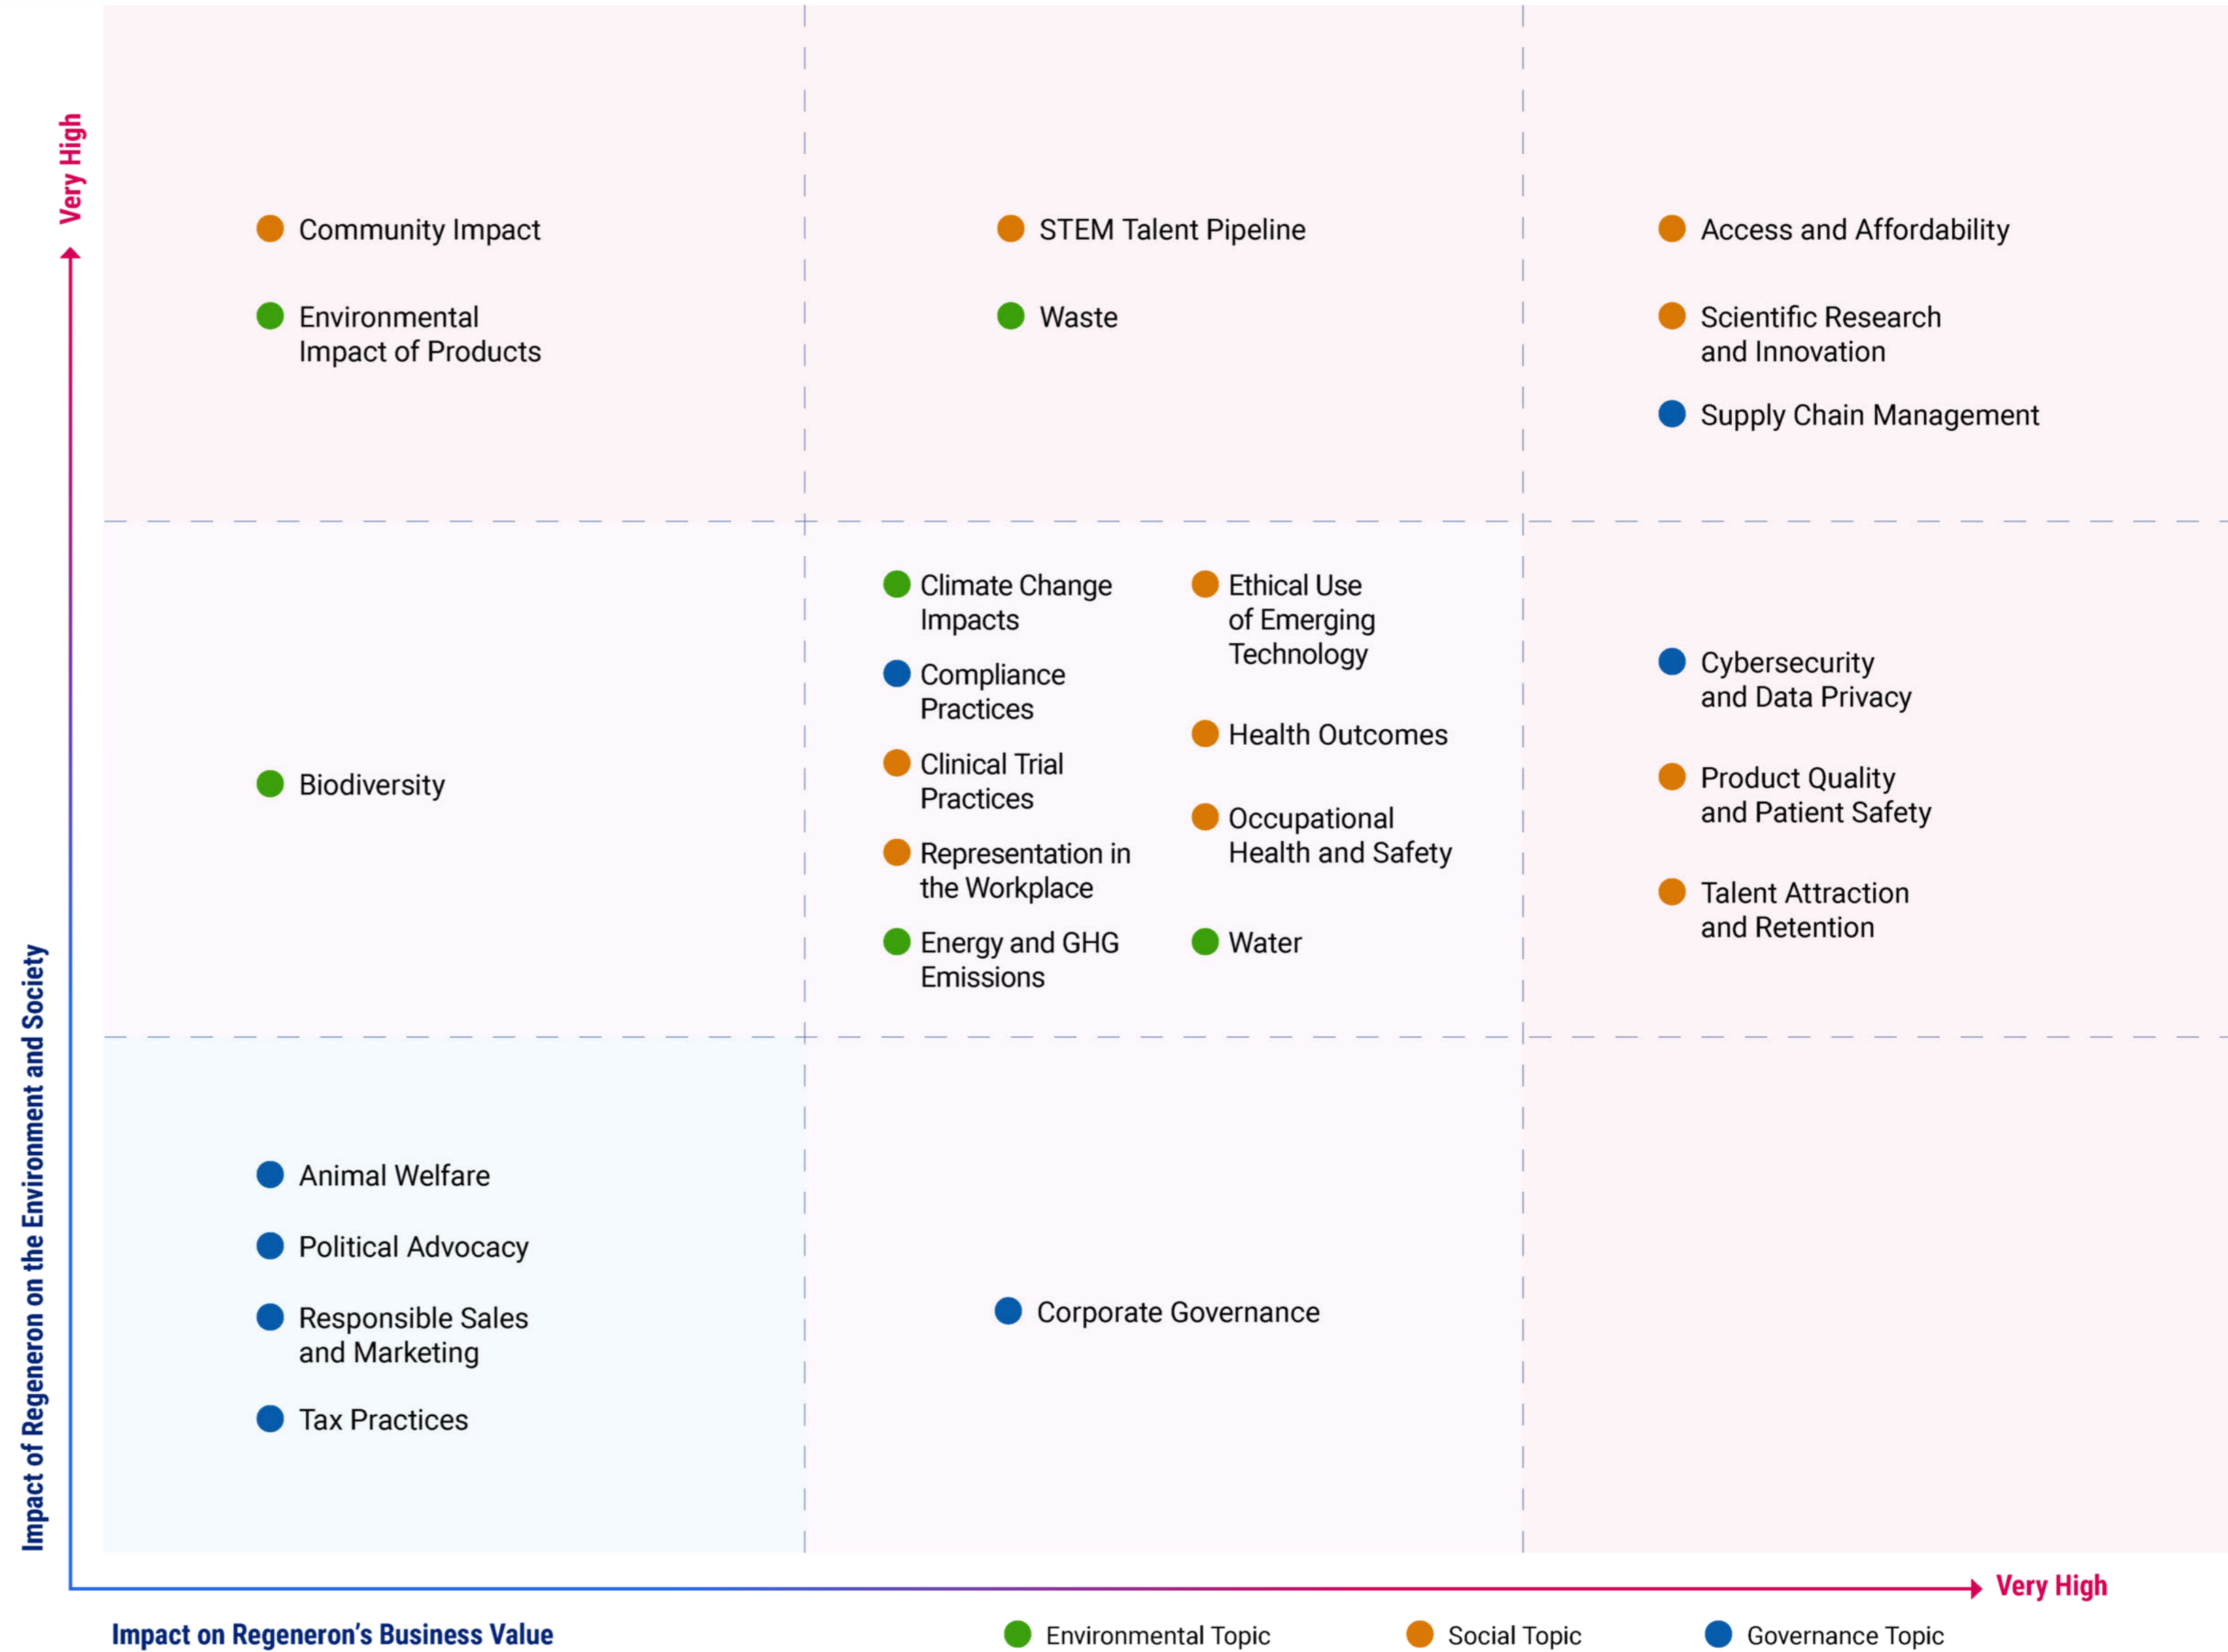 Very High
Impact of Regeneron on the Environment and Society
Community Impact
Environmental
Impact of Products
STEM Talent Pipeline
Waste
Access and Affordability
Scientific Research
and Innovation
Supply Chain Management
Biodiversity
Climate Change
Impacts
Compliance
Practices
Clinical Trial
Practices
Representation in
the Workplace
Energy and GHG
Emissions
Ethical Use
of Emerging
Technology
Health Outcomes
Occupational
Health and Safety
Water
Cybersecurity
and Data Privacy
Product Quality
and Patient Safety
Talent Attraction
and Retention
Animal Welfare
Political Advocacy
Responsible Sales
and Marketing
Tax Practices
Corporate Governance
Very High
Impact on Regeneron’s Business Value
Environmental Topic
Social Topic
Governance Topic